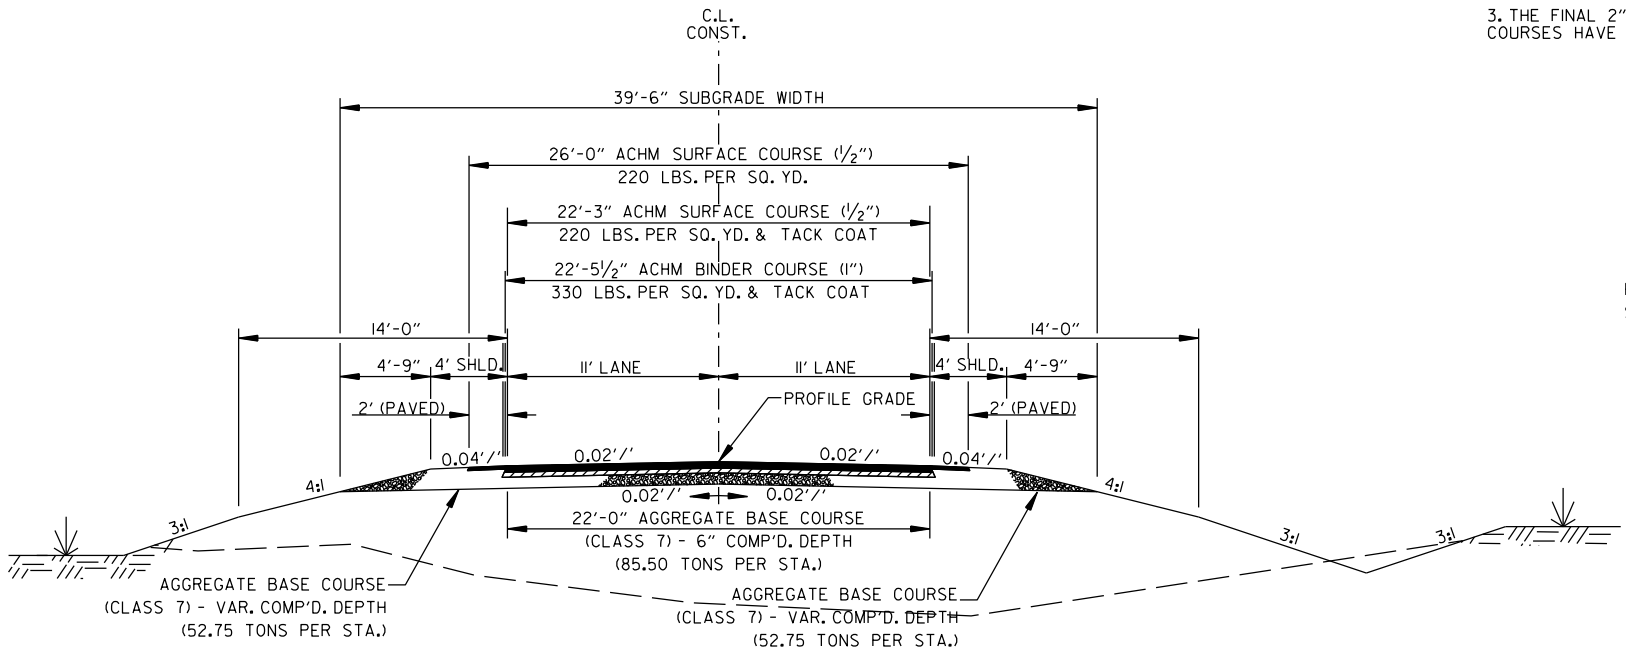 C.L.
CONST.
3. THE FINAL 2"
COURSES HAVE
39'-6" SUBGRADE WIDTH
26'-0" ACHM SURFACE COURSE (1/2")
220 LBS. PER SQ. YD.
22'-3" ACHM SURFACE COURSE (1/2")
220 LBS. PER SQ. YD. & TACK COAT
22'-5 1/2" ACHM BINDER COURSE (1")
330 LBS. PER SQ. YD. & TACK COAT
14'-0"
14'-0"
4'-9"
4' SHLD.
11' LANE
11' LANE
4' SHLD.
4'-9"
2' (PAVED)
PROFILE GRADE
2' (PAVED)
0.04'/'
0.02'/'
0.02'/'
0.04'/'
4:1
0.02'/'
0.02'/'
4:1
22'-0" AGGREGATE BASE COURSE
(CLASS 7) - 6" COMP'D. DEPTH
(85.50 TONS PER STA.)
3:1
3:1
3:1
AGGREGATE BASE COURSE
(CLASS 7) - VAR. COMP'D. DEPTH
(52.75 TONS PER STA.)
AGGREGATE BASE COURSE
(CLASS 7) - VAR. COMP'D. DEPTH
(52.75 TONS PER STA.)